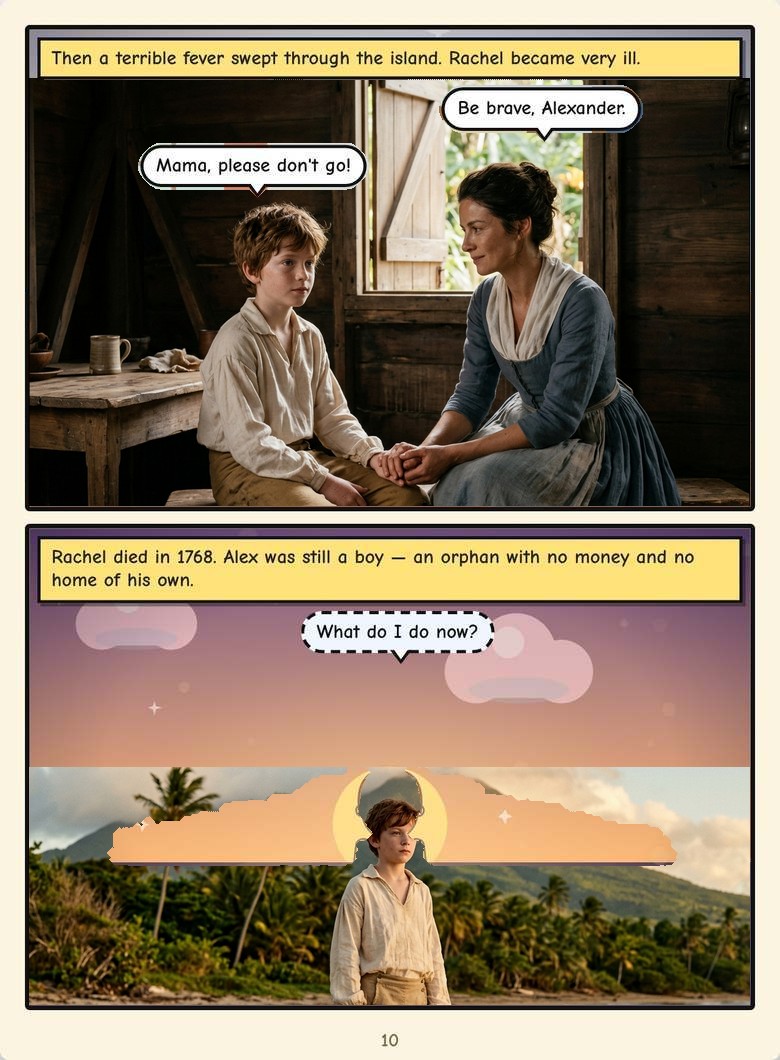 Then a terrible fever swept through the island. Rachel became very ill.
Be brave, Alexander.
Mama, please don't go!
Rachel died in 1768. Alex was still a boy — an orphan with no money and no
home of his own.
What do I do now?
10